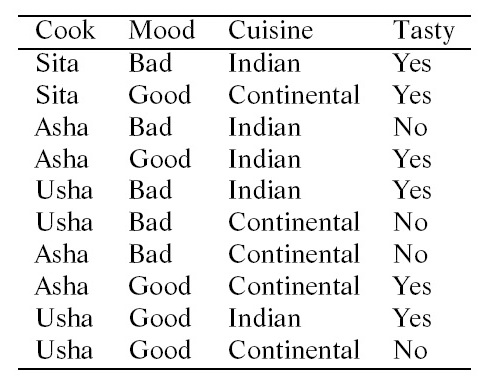 Cook Mood Cuisine Tasty
Sita Bad Indian Yes
Sita Good Continental Yes
Asha Bad Indian No
Asha Good Indian Yes
Usha Bad Indian Yes
Usha Bad Continental No
Asha Bad Continental No
Asha Good Continental Yes
Usha Good Indian Yes
Usha Good Continental No